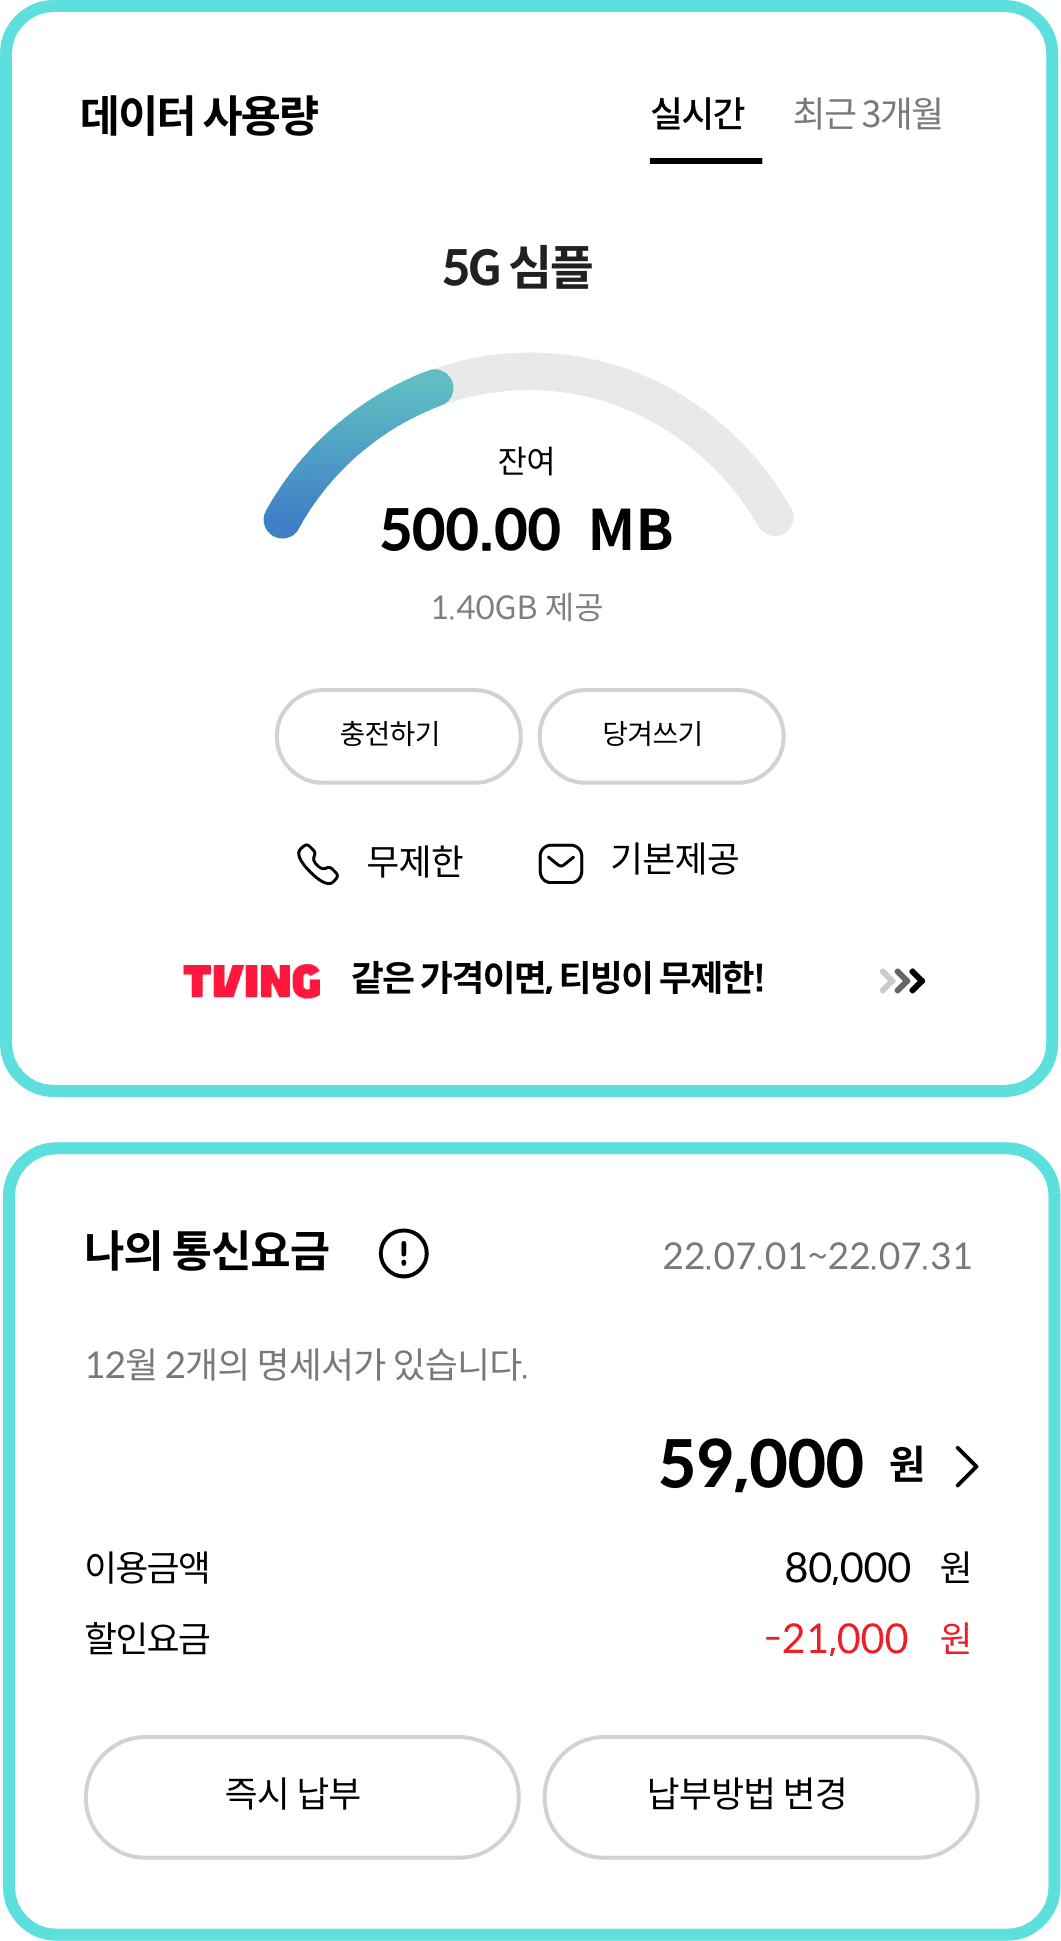 데이터 사용량
실시간 최근 3개월
5G 심플
잔여
500.00 MB
1.40GB 제공
충전하기 당겨쓰기
무제한 기본제공
TVING 같은 가격이면, 티빙이 무제한!
나의 통신요금 22.07.01~22.07.31
12월 2개의 명세서가 있습니다.
59,000 원
이용금액 80,000 원
할인요금 -21,000 원
즉시 납부 납부방법 변경